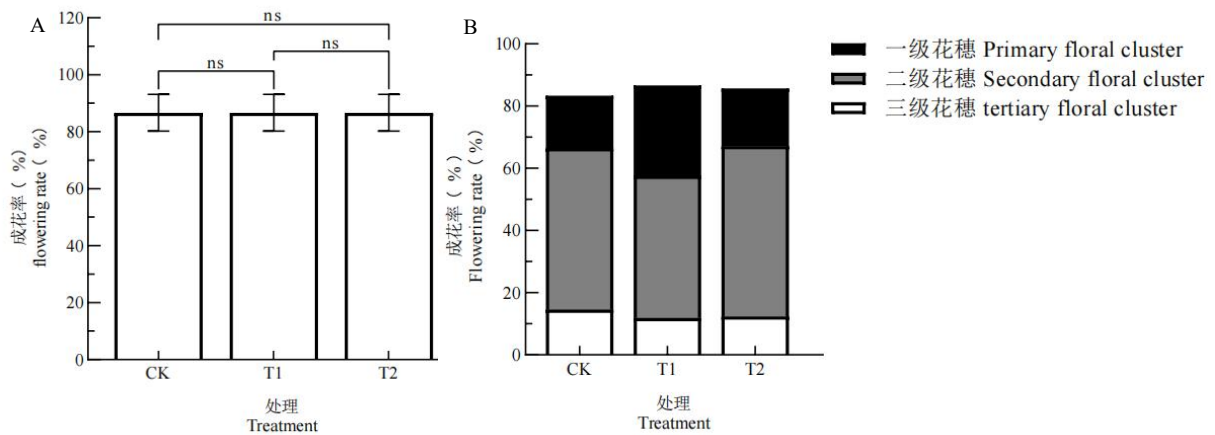 A
120
100
80
60
40
20
0
成花率（ %）
flowering rate（ %）
ns
ns
ns
CK
T1
T2
处理
Treatment
B
100
80
60
40
20
0
成花率（ %）
Flowering rate（%）
CK
T1
T2
处理
Treatment
一级花穗 Primary floral cluster
二级花穗 Secondary floral cluster
三级花穗 tertiary floral cluster